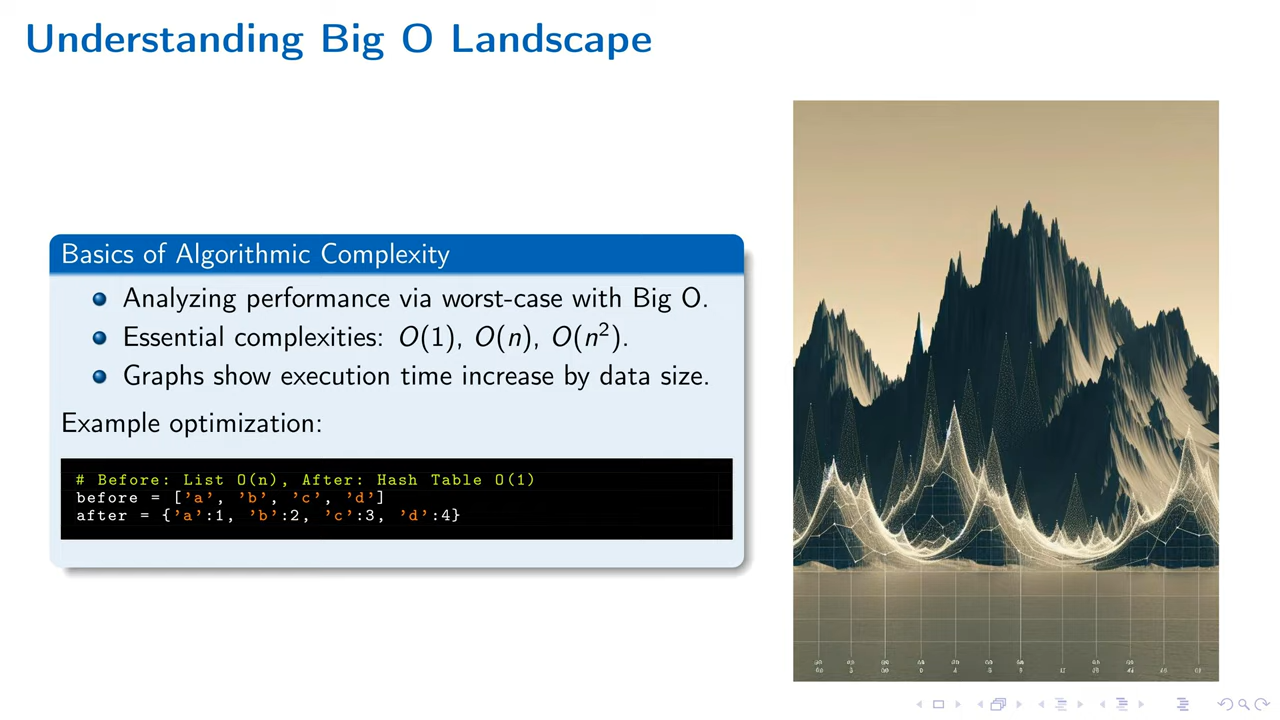 Understanding Big O Landscape
Basics of Algorithmic Complexity
Analyzing performance via worst-case with Big O.
Essential complexities: O(1), O(n), O(n²).
Graphs show execution time increase by data size.
Example optimization:
# Before: List O(n), After: Hash Table O(1)
before = [’a’, ’b’, ’c’, ’d’]
after = {’a’:1, ’b’:2, ’c’:3, ’d’:4}